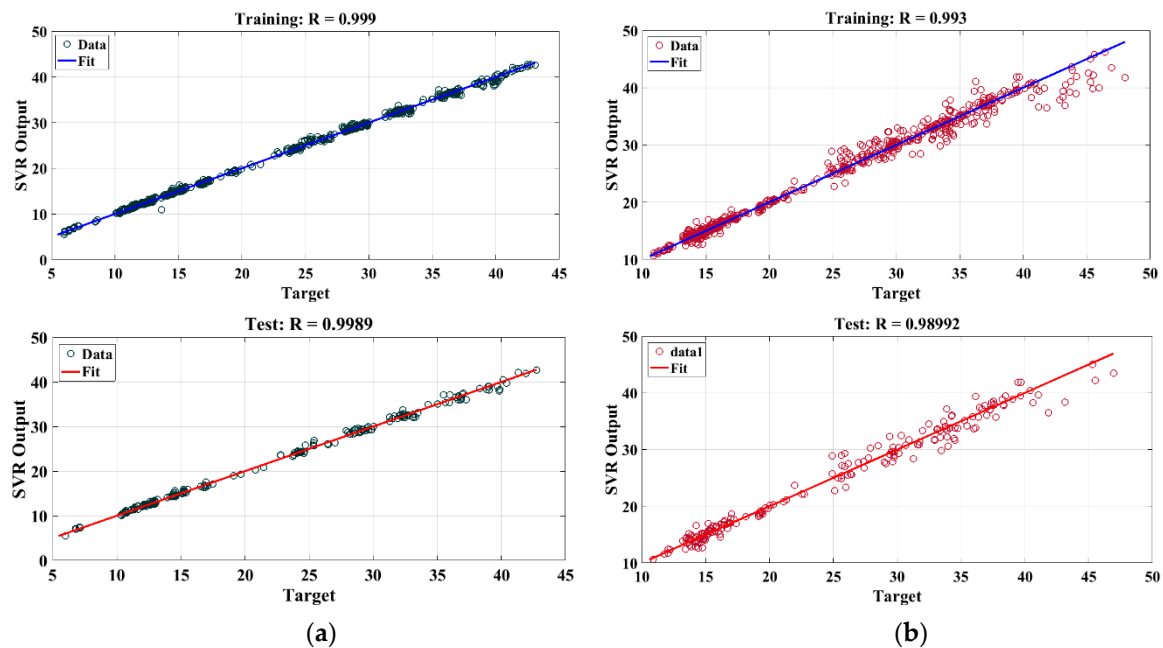 Training: R = 0.999
Data
Fit
SVR Output
50
40
30
20
10
0
5 10 15 20 25 30 35 40 45
Target
Training: R = 0.993
Data
Fit
SVR Output
50
40
30
20
10
10 15 20 25 30 35 40 45 50
Target
Test: R = 0.9989
Data
Fit
SVR Output
50
40
30
20
10
0
5 10 15 20 25 30 35 40 45
Target
(a)
Test: R = 0.98992
data1
Fit
SVR Output
50
40
30
20
10
10 15 20 25 30 35 40 45 50
Target
(b)